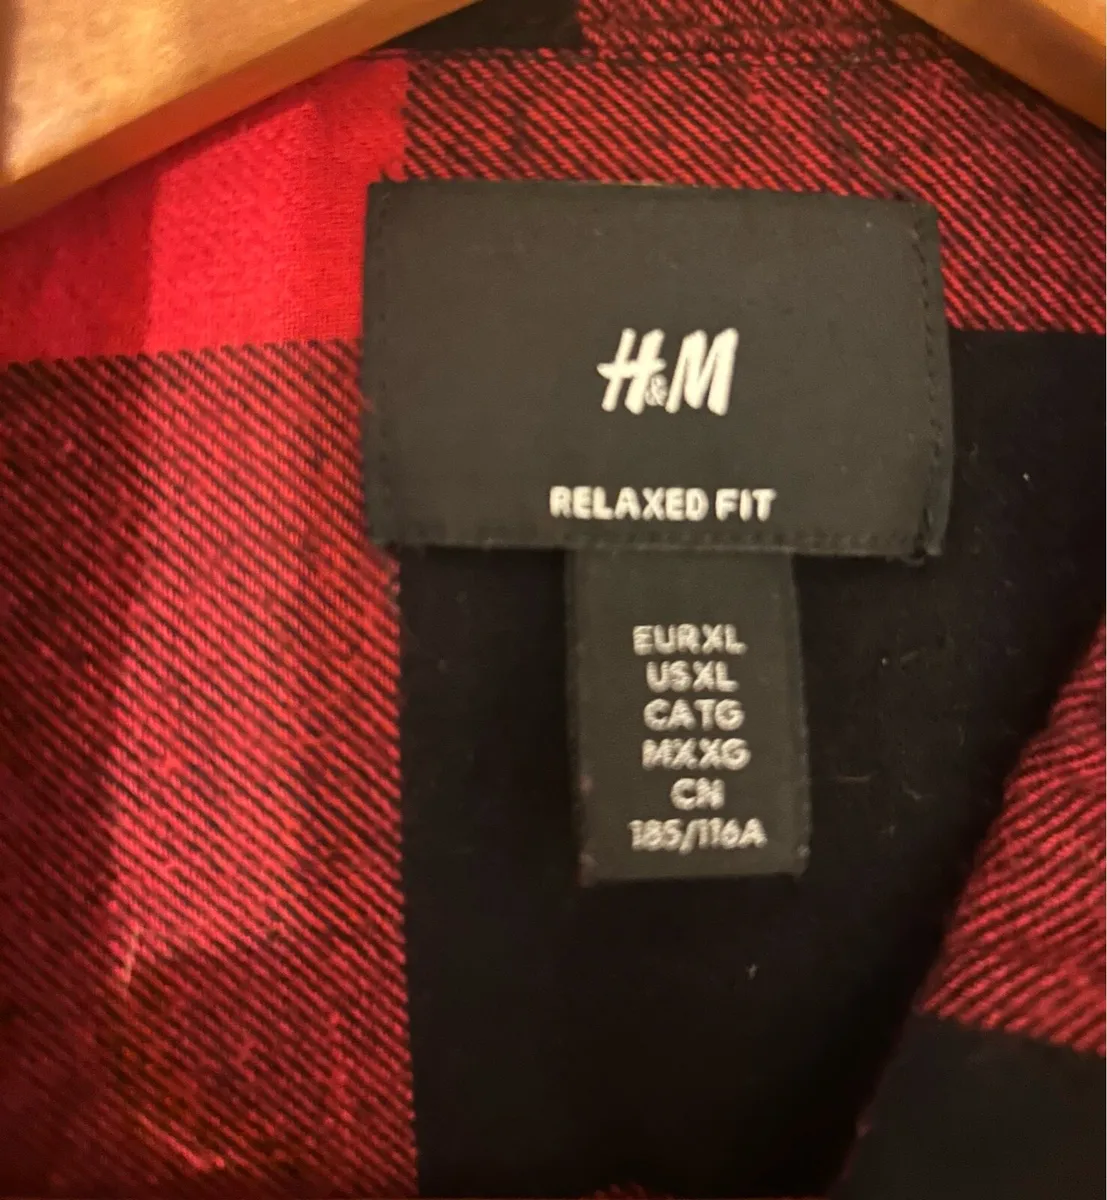 H&M
RELAXED FIT
EUR XL
US XL
CA TG
MX XG
CN
185/116A